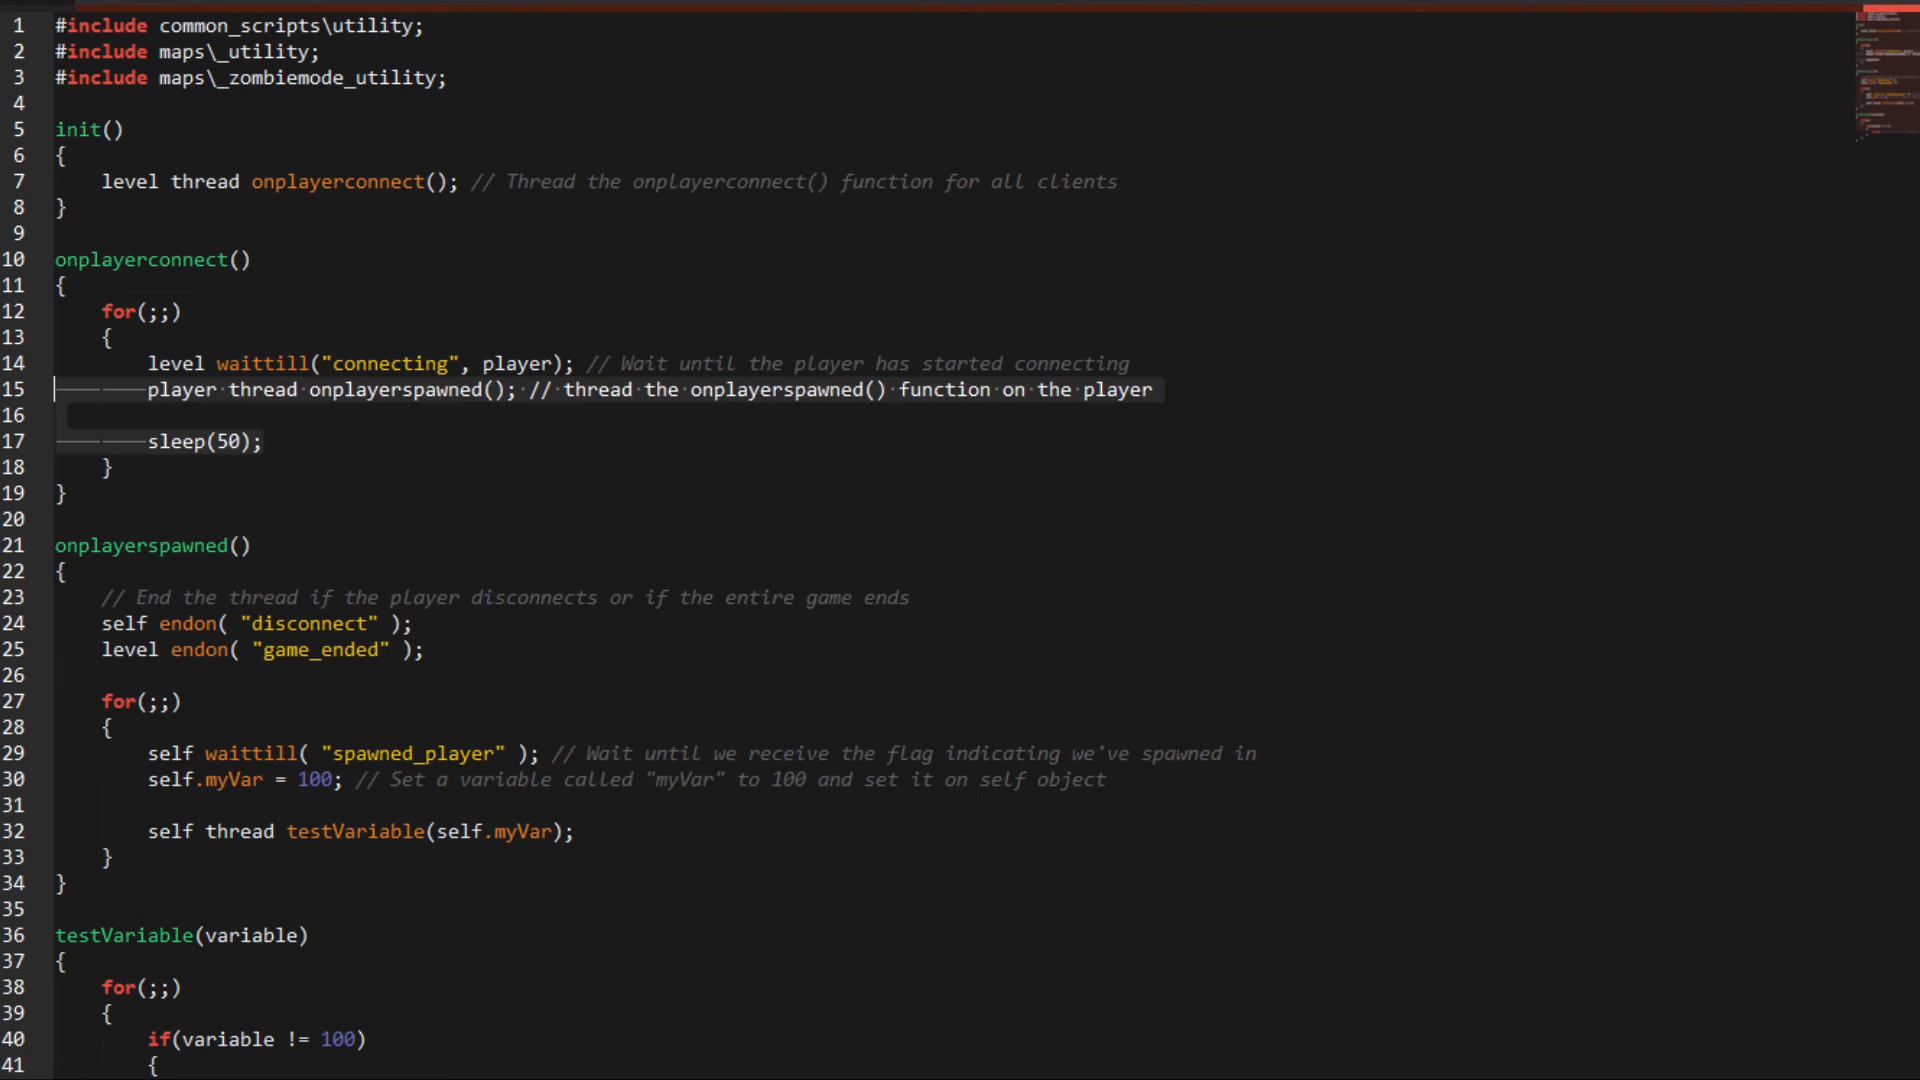 1 #include common_scripts\utility;
2 #include maps\_utility;
3 #include maps\_zombiemode_utility;
4
5 init()
6 {
7 level thread onplayerconnect(); // Thread the onplayerconnect() function for all clients
8 }
9
10 onplayerconnect()
11 {
12 for(;;)
13 {
14 level waittill("connecting", player); // Wait until the player has started connecting
15 player thread onplayerspawned(); // thread the onplayerspawned() function on the player
16
17 sleep(50);
18 }
19 }
20
21 onplayerspawned()
22 {
23 // End the thread if the player disconnects or if the entire game ends
24 self endon( "disconnect" );
25 level endon( "game_ended" );
26
27 for(;;)
28 {
29 self waittill( "spawned_player" ); // Wait until we receive the flag indicating we've spawned in
30 self.myVar = 100; // Set a variable called "myVar" to 100 and set it on self object
31
32 self thread testVariable(self.myVar);
33 }
34 }
35
36 testVariable(variable)
37 {
38 for(;;)
39 {
40 if(variable != 100)
41 {